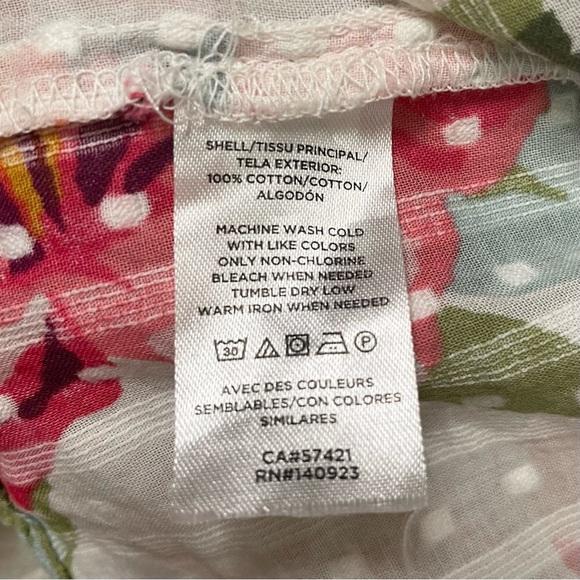 SHELL/TISSU PRINCIPAL/
TELA EXTERIOR:
100% COTTON/COTTON/
ALGODÓN
MACHINE WASH COLD
WITH LIKE COLORS
ONLY NON-CHLORINE
BLEACH WHEN NEEDED
TUMBLE DRY LOW
WARM IRON WHEN NEEDED
30 P
AVEC DES COULEURS
SEMBLABLES/CON COLORES
SIMILARES
CA#57421
RN#140923